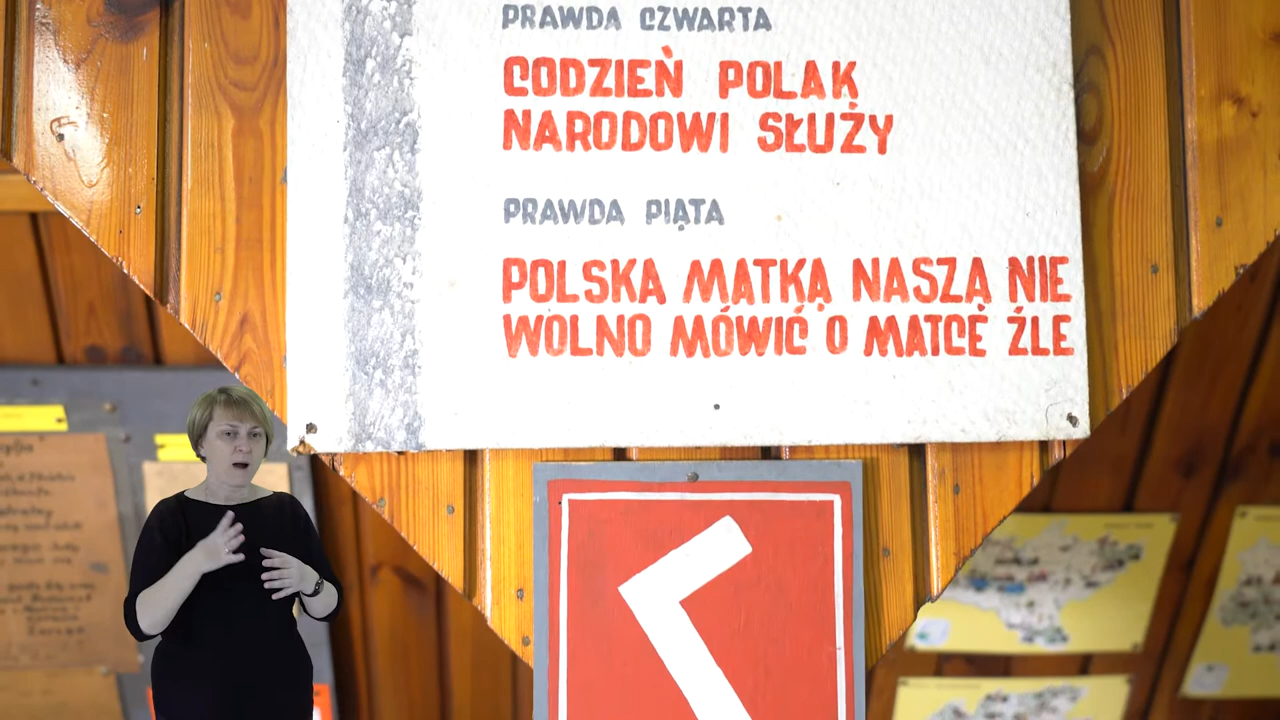 PRAWDA CZWARTA
CODZIEŃ POLAK
NARODOWI SŁUŻY
PRAWDA PIĄTA
POLSKA MATKĄ NASZĄ NIE
WOLNO MÓWIĆ O MATCE ŹLE